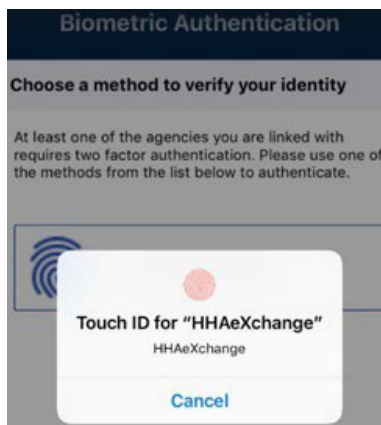 Biometric Authentication
Choose a method to verify your identity
At least one of the agencies you are linked with
requires two factor authentication. Please use one of
the methods from the list below to authenticate.
Touch ID for “HHAeXchange”
HHAeXchange
Cancel